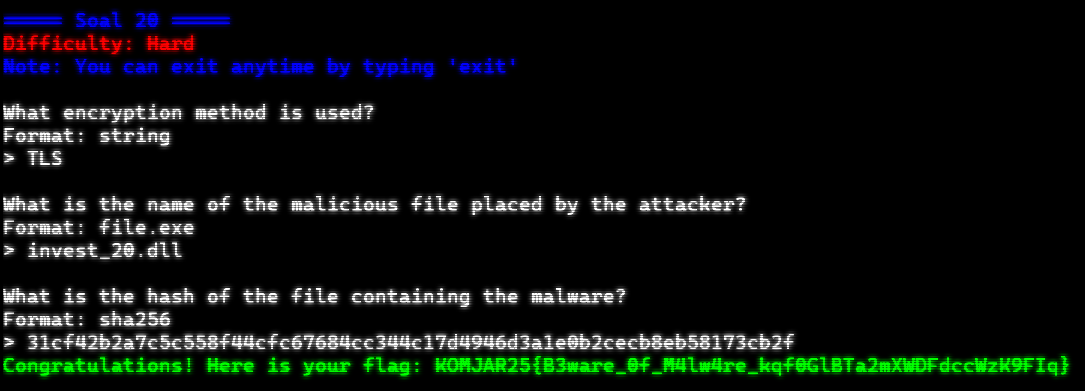 ===== Soal 20 =====
Difficulty: Hard
Note: You can exit anytime by typing 'exit'
What encryption method is used?
Format: string
> TLS
What is the name of the malicious file placed by the attacker?
Format: file.exe
> invest_20.dll
What is the hash of the file containing the malware?
Format: sha256
> 31cf42b2a7c5c558f44cfc67684cc344c17d4946d3a1e0b2cecb8eb58173cb2f
Congratulations! Here is your flag: KOMJAR25{B3ware_0f_M4lw4re_kqf0GlBTa2mXWDFdccWzK9FIq}